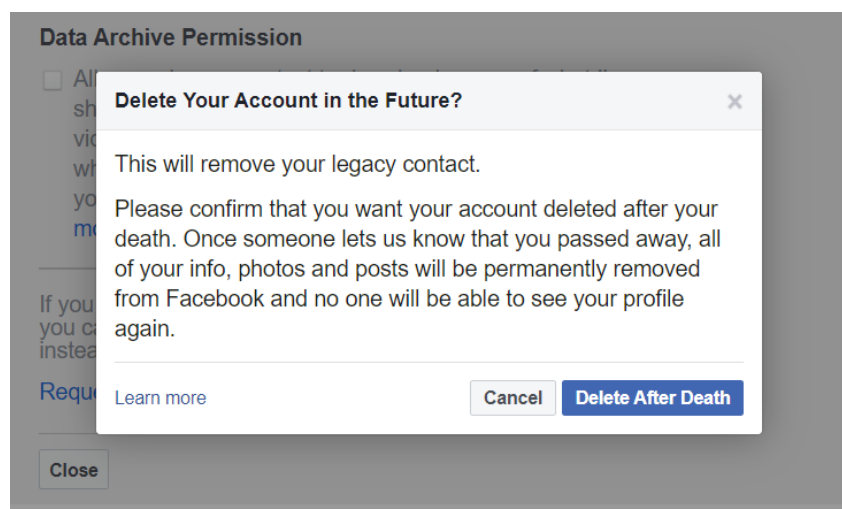 Data Archive Permission
Delete Your Account in the Future?
This will remove your legacy contact.
Please confirm that you want your account deleted after your
death. Once someone lets us know that you passed away, all
of your info, photos and posts will be permanently removed
from Facebook and no one will be able to see your profile
again.
If you
you
Learn more
Cancel
Delete After Death
Close